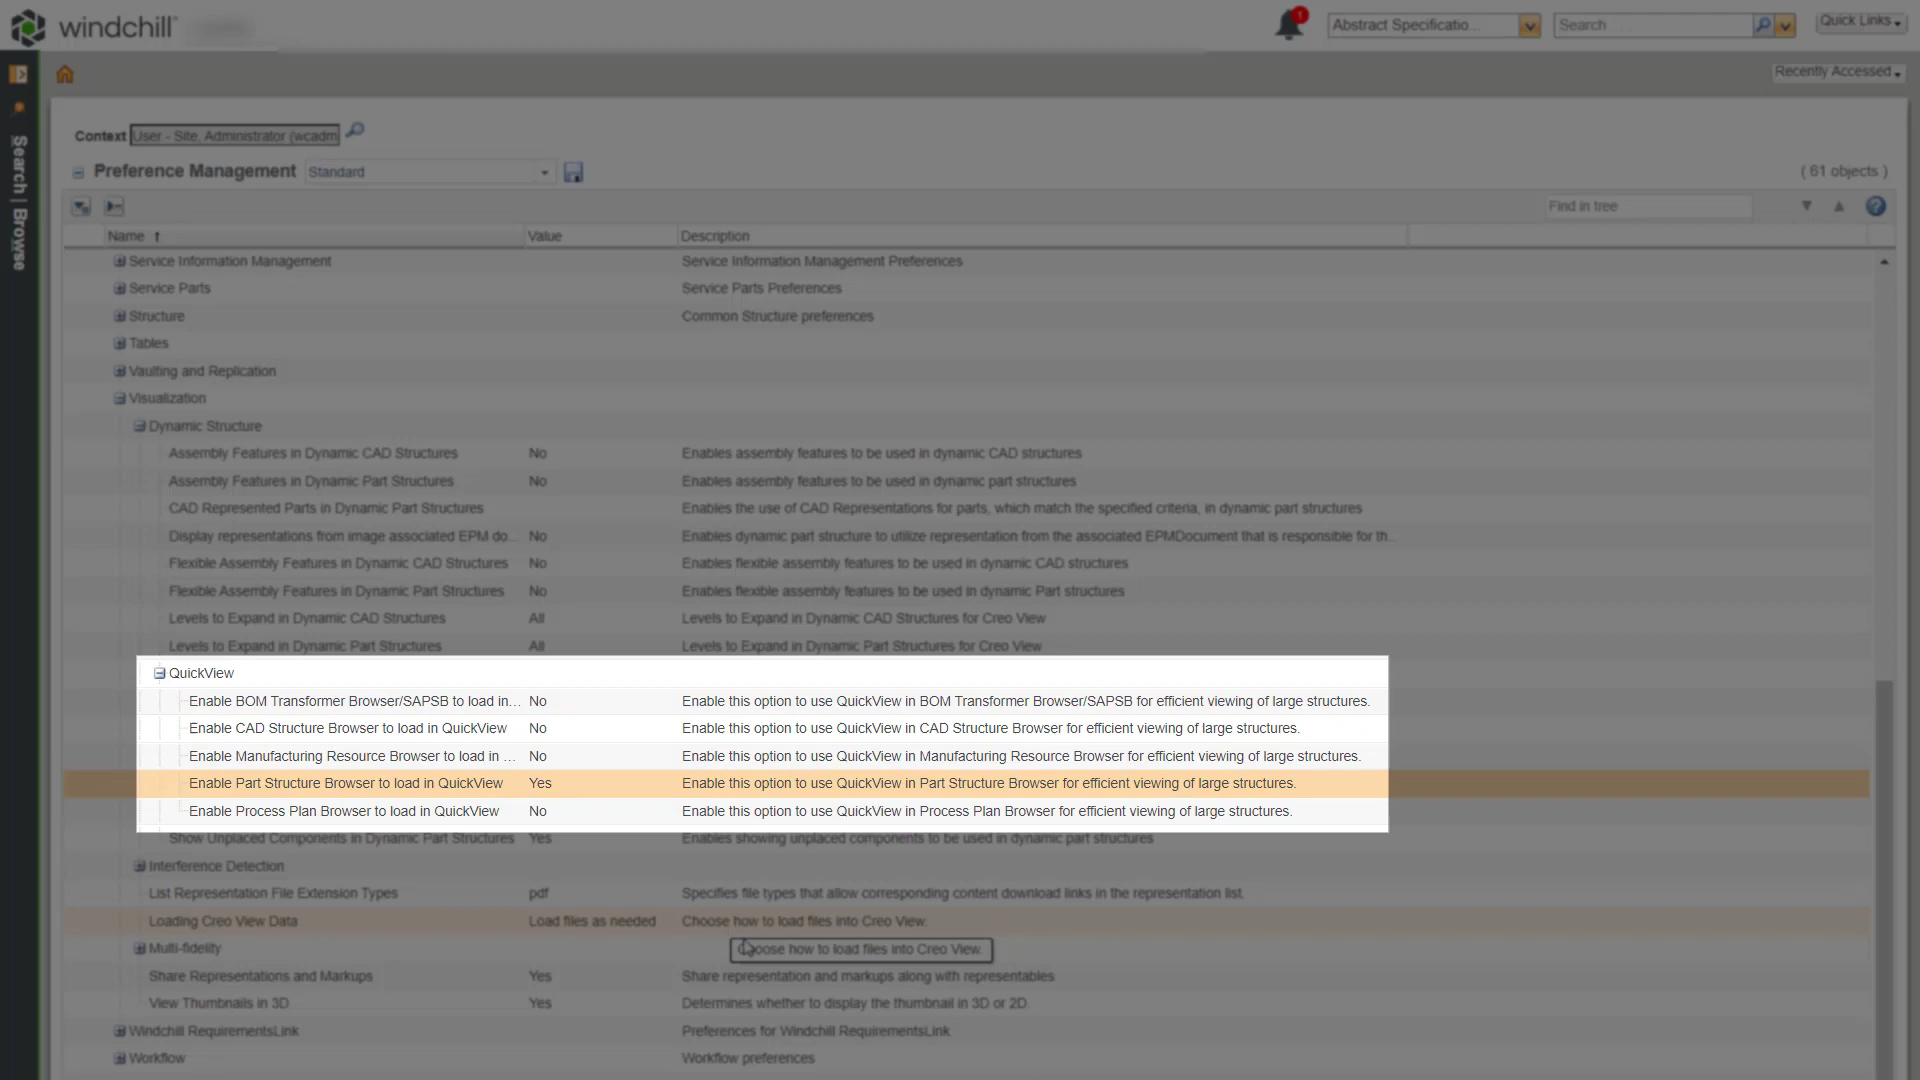 windchill
1
Abstract Specificatio...
Search
Quick Links
Recently Accessed
Search | Browse
Context User - Site, Administrator (wcadm
Preference Management Standard ( 61 objects )
Find in tree
Name Value Description
Service Information Management Service Information Management Preferences
Service Parts Service Parts Preferences
Structure Common Structure preferences
Tables
Vaulting and Replication
Visualization
Dynamic Structure
Assembly Features in Dynamic CAD Structures No Enables assembly features to be used in dynamic CAD structures
Assembly Features in Dynamic Part Structures No Enables assembly features to be used in dynamic part structures
CAD Represented Parts in Dynamic Part Structures Enables the use of CAD Representations for parts, which match the specified criteria, in dynamic part structures
Display representations from image associated EPM do... No Enables dynamic part structure to utilize representation from the associated EPMDocument that is responsible for th...
Flexible Assembly Features in Dynamic CAD Structures No Enables flexible assembly features to be used in dynamic CAD structures
Flexible Assembly Features in Dynamic Part Structures No Enables flexible assembly features to be used in dynamic Part structures
Levels to Expand in Dynamic CAD Structures All Levels to Expand in Dynamic CAD Structures for Creo View
Levels to Expand in Dynamic Part Structures All Levels to Expand in Dynamic Part Structures for Creo View
QuickView
Enable BOM Transformer Browser/SAPSB to load in... No Enable this option to use QuickView in BOM Transformer Browser/SAPSB for efficient viewing of large structures.
Enable CAD Structure Browser to load in QuickView No Enable this option to use QuickView in CAD Structure Browser for efficient viewing of large structures.
Enable Manufacturing Resource Browser to load in ... No Enable this option to use QuickView in Manufacturing Resource Browser for efficient viewing of large structures.
Enable Part Structure Browser to load in QuickView Yes Enable this option to use QuickView in Part Structure Browser for efficient viewing of large structures.
Enable Process Plan Browser to load in QuickView No Enable this option to use QuickView in Process Plan Browser for efficient viewing of large structures.
Show Unplaced Components in Dynamic Part Structures Yes Enables showing unplaced components to be used in dynamic part structures
Interference Detection
List Representation File Extension Types pdf Specifies file types that allow corresponding content download links in the representation list.
Loading Creo View Data Load files as needed Choose how to load files into Creo View.
Multi-fidelity Choose how to load files into Creo View.
Share Representations and Markups Yes Share representation and markups along with representables
View Thumbnails in 3D Yes Determines whether to display the thumbnail in 3D or 2D.
Windchill RequirementsLink Preferences for Windchill RequirementsLink
Workflow Workflow preferences